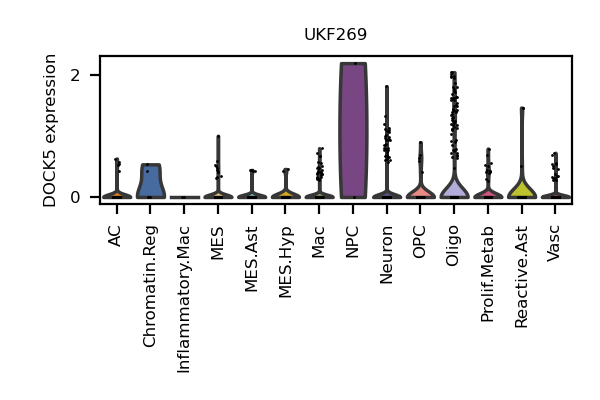 UKF269
DOCK5 expression
2
0
AC
Chromatin.Reg
Inflammatory.Mac
MES
MES.Ast
MES.Hyp
Mac
NPC
Neuron
OPC
Oligo
Prolif.Metab
Reactive.Ast
Vasc